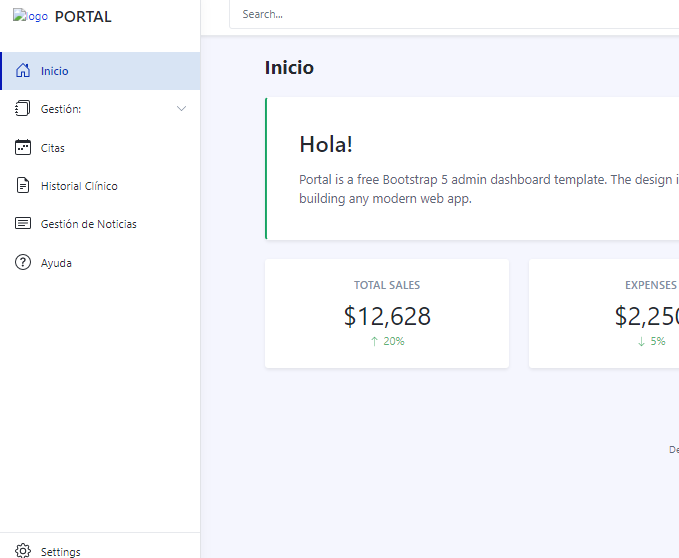 logo PORTAL
Search...
Inicio
Gestión:
Citas
Historial Clínico
Gestión de Noticias
Ayuda
Settings
Inicio
Hola!
Portal is a free Bootstrap 5 admin dashboard template. The design i
building any modern web app.
TOTAL SALES
$12,628
↑ 20%
EXPENSES
$2,250
↓ 5%
De